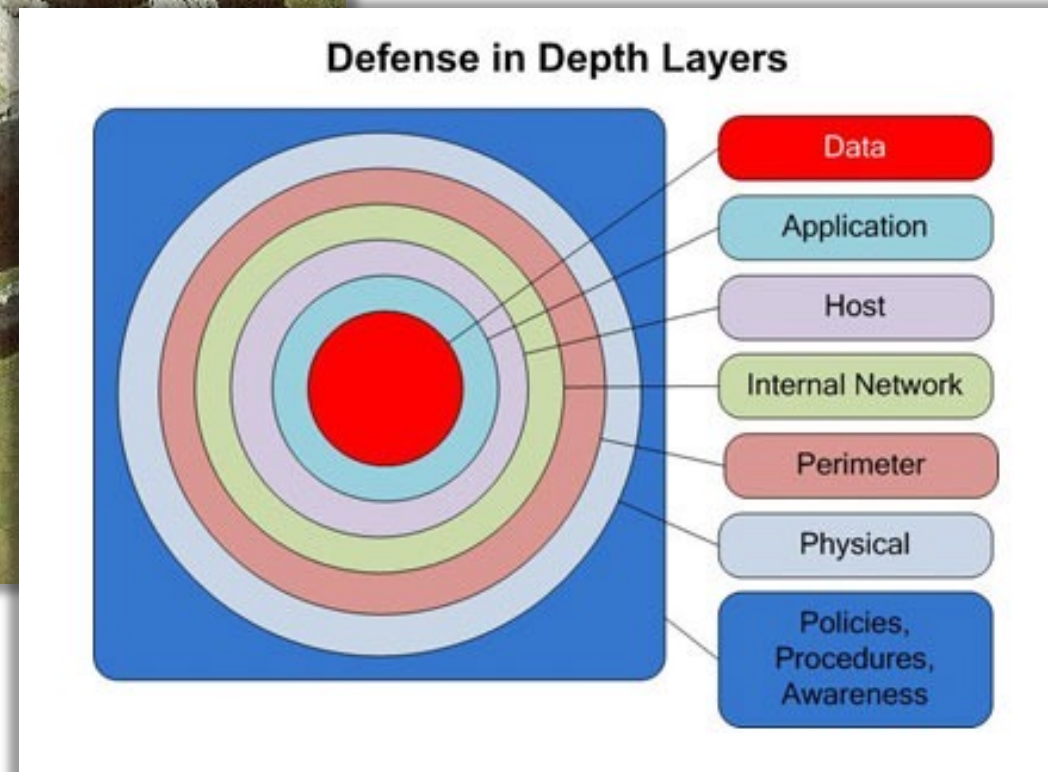 Defense in Depth Layers
Data
Application
Host
Internal Network
Perimeter
Physical
Policies,
Procedures,
Awareness